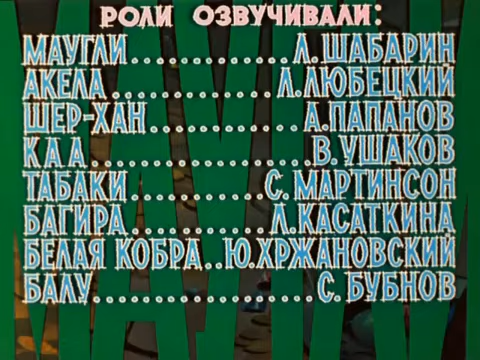 РОЛИ ОЗВУЧИВАЛИ:
МАУГЛИ..............Л.ШАБАРИН
АКЕЛА..............Л.ЛЮБЕЦКИЙ
ШЕР-ХАН.............А.ПАПАНОВ
КАА....................В.УШАКОВ
ТАБАКИ............С.МАРТИНСОН
БАГИРА............Л.КАСАТКИНА
БЕЛАЯ КОБРА..Ю.ХРЖАНОВСКИЙ
БАЛУ....................С.БУБНОВ